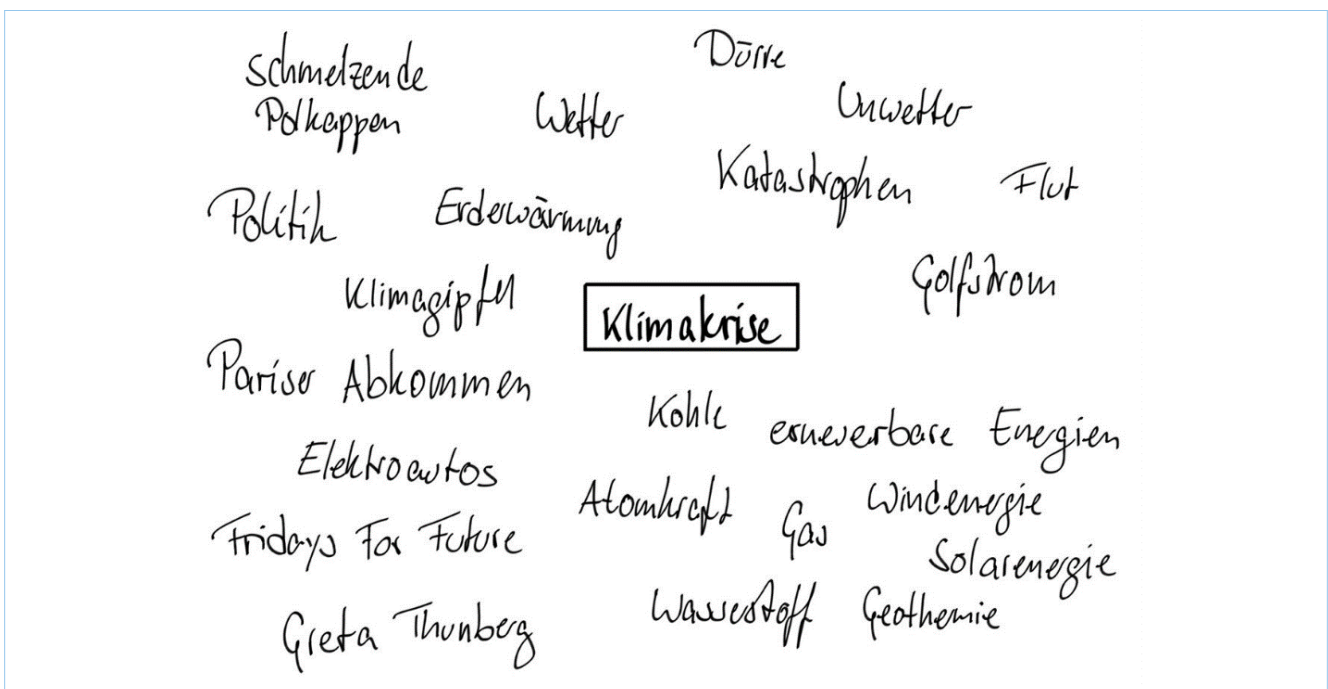 Dürre
schmelzende
Polkappen
Wetter
Unwetter
Katastrophen
Flut
Politik
Erderwärmung
Klimagipfel
Golfstrom
Klimakrise
Pariser Abkommen
Kohle
erneuerbare Energien
Elektroautos
Atomkraft
Gas
Windenergie
Fridays For Future
Solarenergie
Wasserstoff
Geothemie
Greta Thunberg